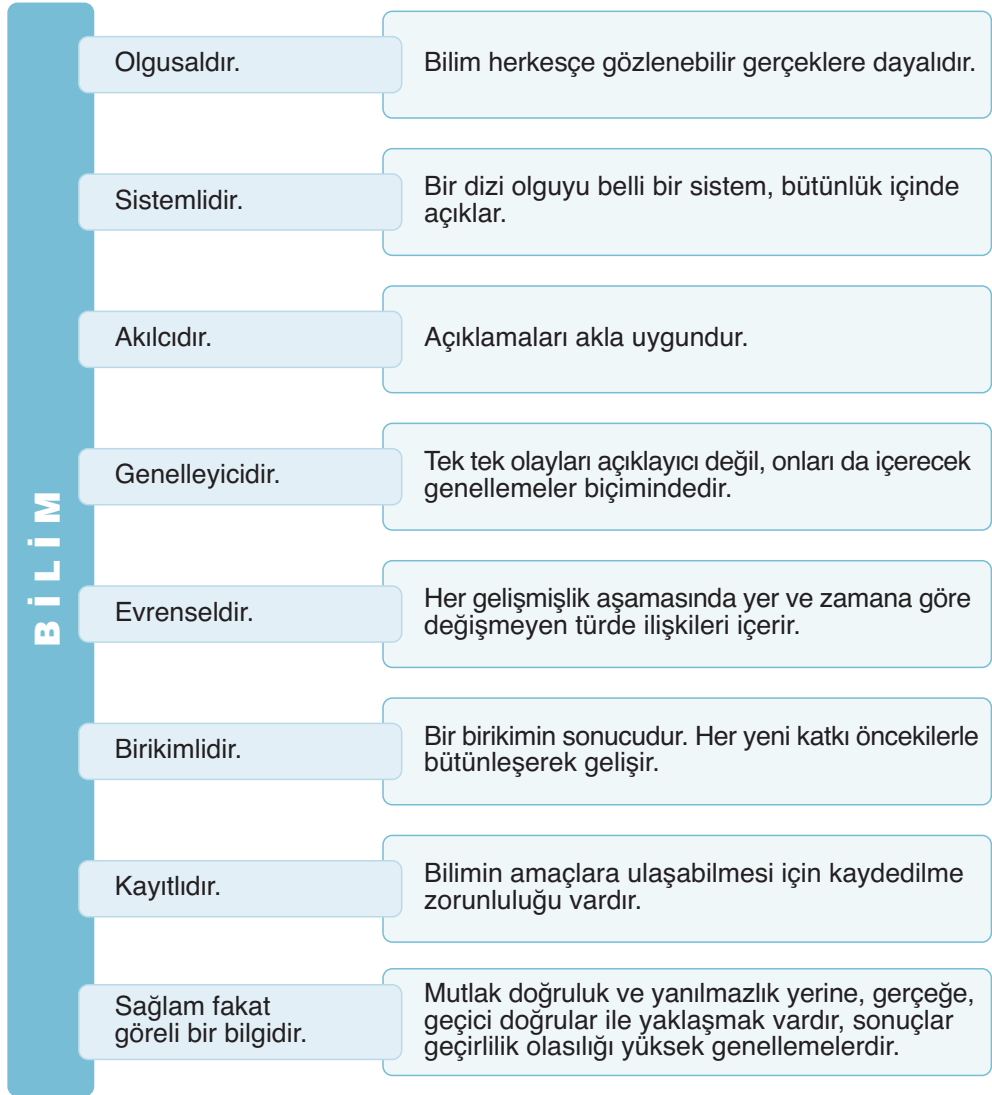 BİLİM
Olgusaldır.
Bilim herkesçe gözlenebilir gerçeklere dayalıdır.
Sistemlidir.
Bir dizi olguyu belli bir sistem, bütünlük içinde
açıklar.
Akılcıdır.
Açıklamaları akla uygundur.
Genelleyicidir.
Tek tek olayları açıklayıcı değil, onları da içerecek
genellemeler biçimindedir.
Evrenseldir.
Her gelişmişlik aşamasında yer ve zamana göre
değişmeyen türde ilişkileri içerir.
Birikimlidir.
Bir birikimin sonucudur. Her yeni katkı öncekilerle
bütünleşerek gelişir.
Kayıtlıdır.
Bilimin amaçlara ulaşabilmesi için kaydedilme
zorunluluğu vardır.
Sağlam fakat
göreli bir bilgidir.
Mutlak doğruluk ve yanılmazlık yerine, gerçeğe,
geçici doğrular ile yaklaşmak vardır, sonuçlar
geçirlilik olasılığı yüksek genellemelerdir.